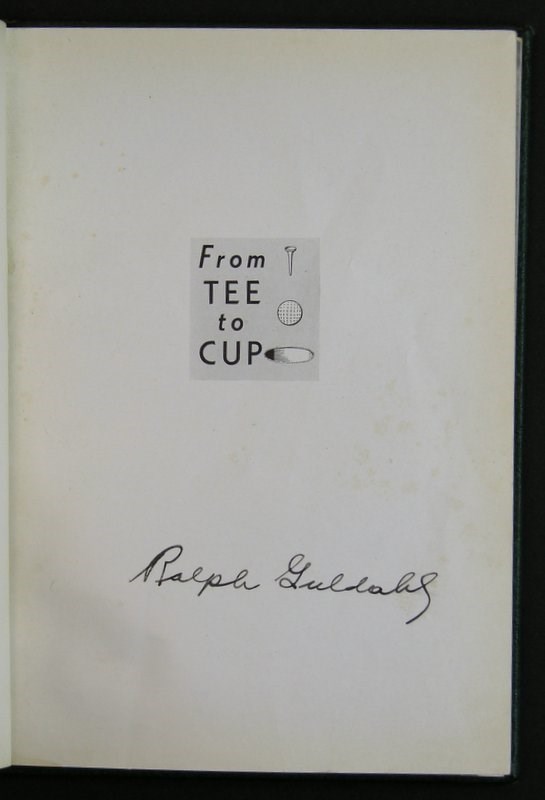 From
TEE
to
CUP
Ralph Guldahl